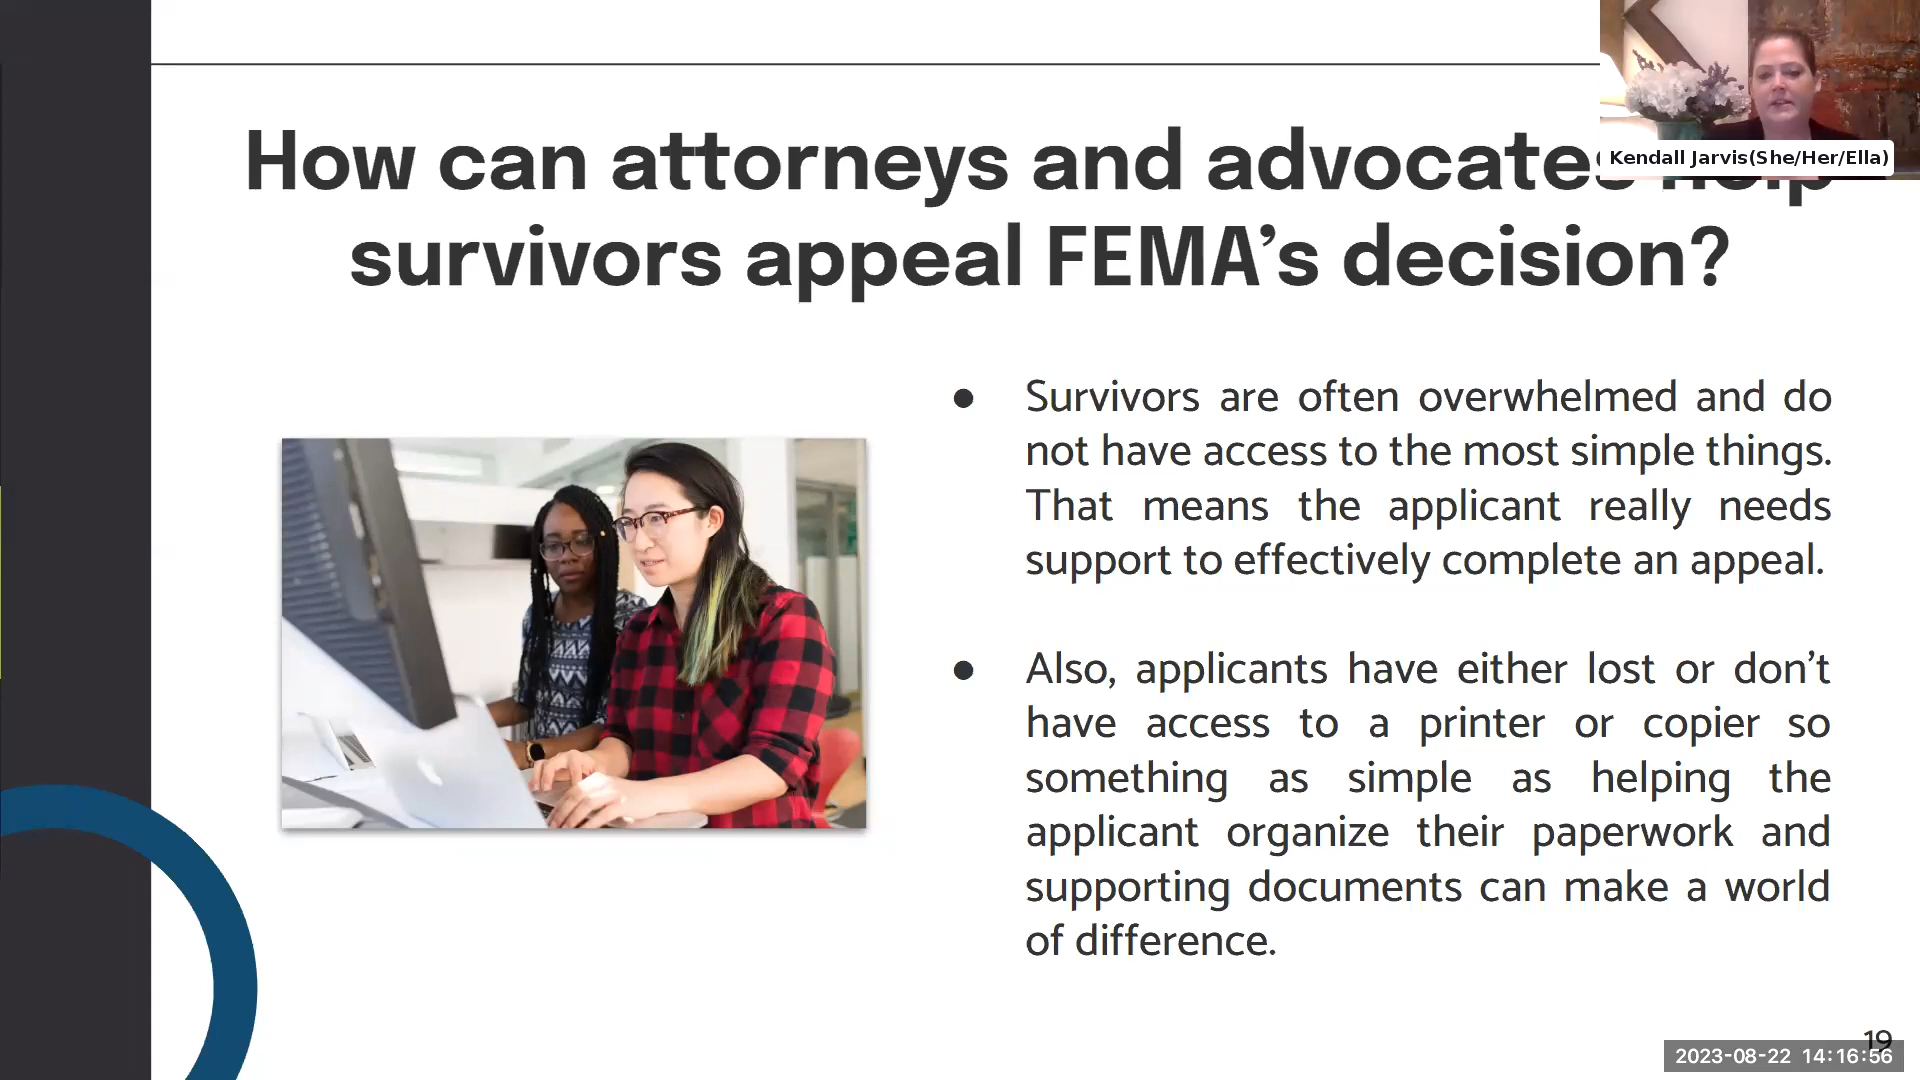 Kendall Jarvis(She/Her/Ella)
How can attorneys and advocates help
survivors appeal FEMA’s decision?
● Survivors are often overwhelmed and do
not have access to the most simple things.
That means the applicant really needs
support to effectively complete an appeal.
● Also, applicants have either lost or don’t
have access to a printer or copier so
something as simple as helping the
applicant organize their paperwork and
supporting documents can make a world
of difference.
19
2023-08-22 14:16:56